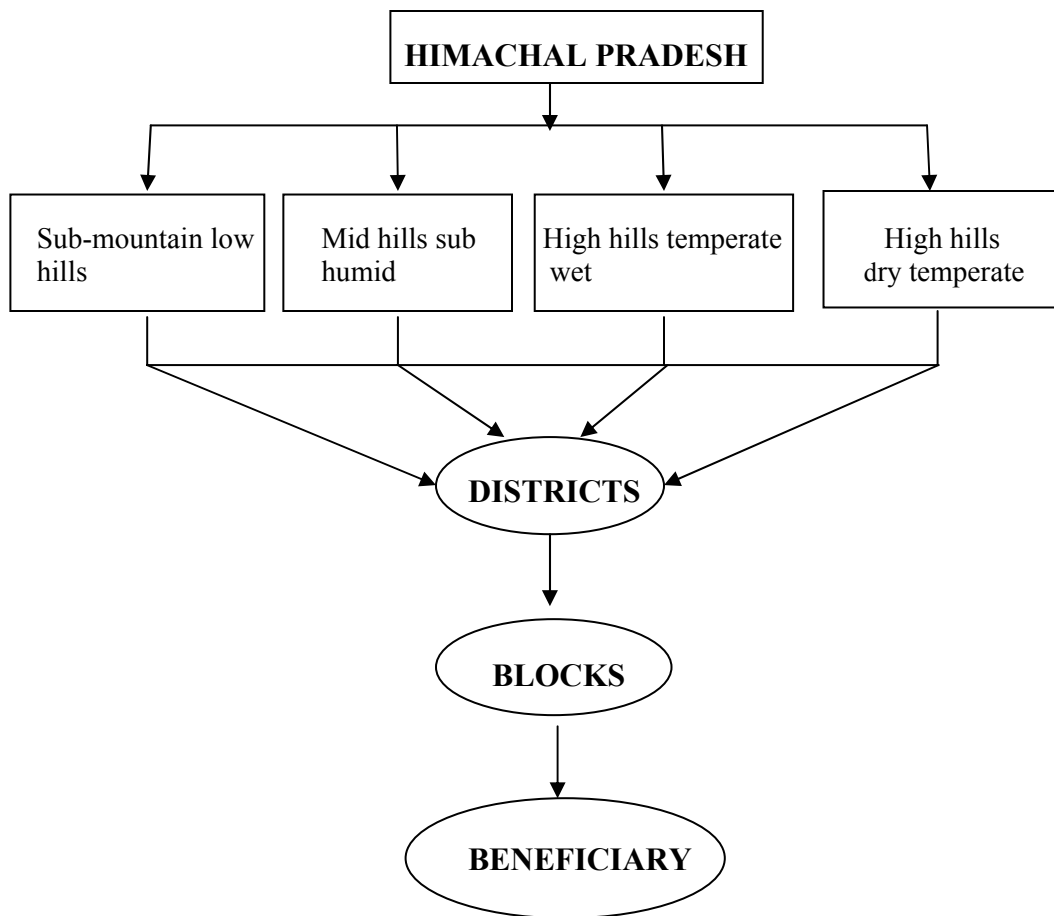 HIMACHAL PRADESH
Sub-mountain low
hills
Mid hills sub
humid
High hills temperate
wet
High hills
dry temperate
DISTRICTS
BLOCKS
BENEFICIARY